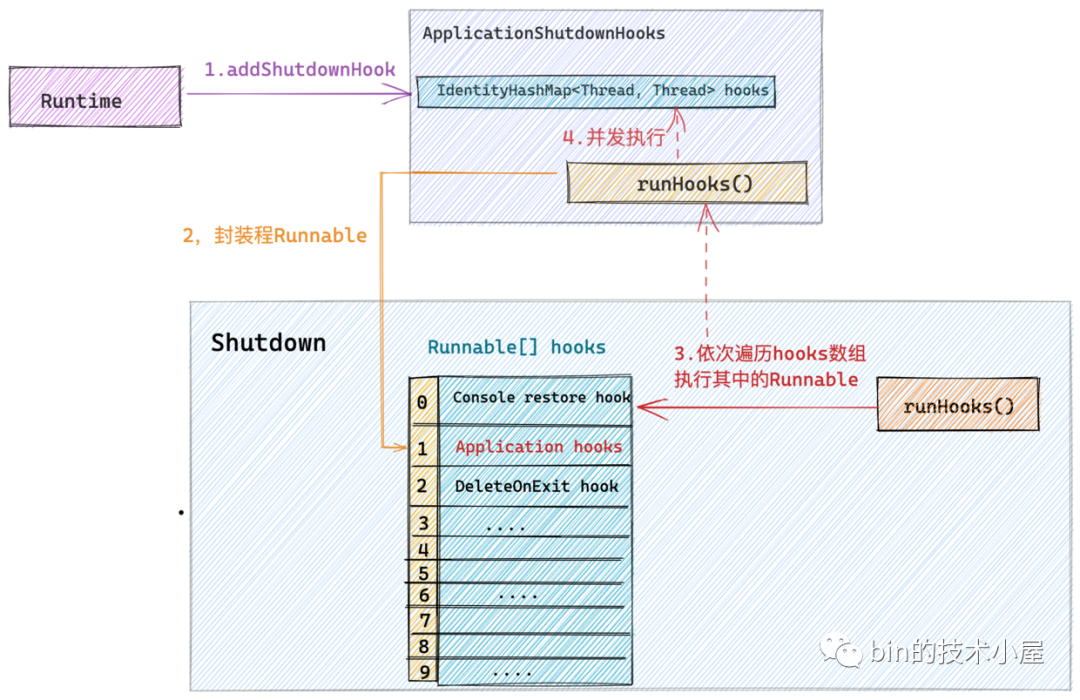 ApplicationShutdownHooks
1.addShutdownHook
Runtime
IdentityHashMap<Thread, Thread> hooks
4.并发执行
runHooks()
2, 封装程Runnable
Shutdown
Runnable[] hooks
3.依次遍历hooks数组
执行其中的Runnable
runHooks()
0 Console restore hook
1 Application hooks
2 DeleteOnExit hook
3 ....
4
5
6 ....
7
8
9 ....
bin的技术小屋